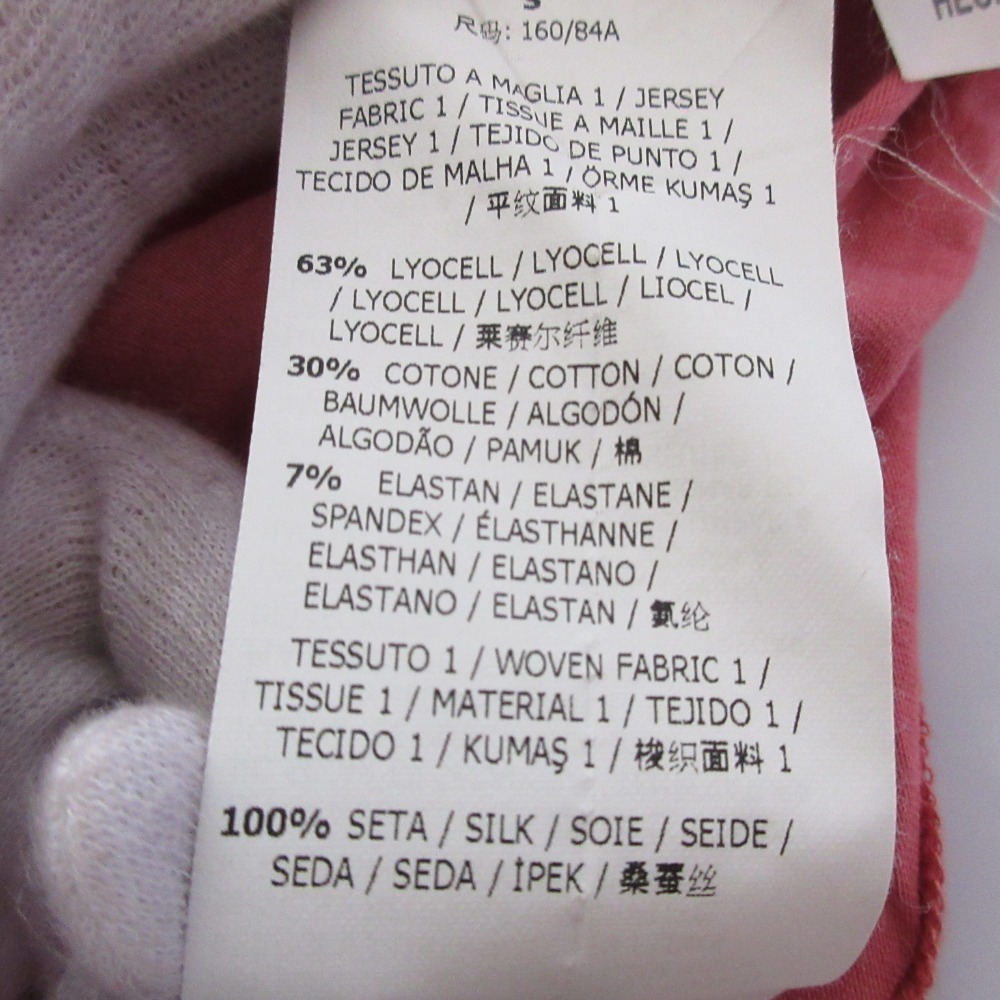 S
尺码: 160/84A
TESSUTO A MAGLIA 1 / JERSEY
FABRIC 1 / TISSUE A MAILLE 1 /
JERSEY 1 / TEJIDO DE PUNTO 1 /
TECIDO DE MALHA 1 / ÖRME KUMAŞ 1
/ 平纹面料 1
63% LYOCELL / LYOCELL / LYOCELL
/ LYOCELL / LYOCELL / LIOCEL /
LYOCELL / 莱赛尔纤维
30% COTONE / COTTON / COTON /
BAUMWOLLE / ALGODÓN /
ALGODÃO / PAMUK / 棉
7% ELASTAN / ELASTANE /
SPANDEX / ÉLASTHANNE /
ELASTHAN / ELASTANO /
ELASTANO / ELASTAN / 氨纶
TESSUTO 1 / WOVEN FABRIC 1 /
TISSUE 1 / MATERIAL 1 / TEJIDO 1 /
TECIDO 1 / KUMAŞ 1 / 梭织面料 1
100% SETA / SILK / SOIE / SEIDE /
SEDA / SEDA / İPEK / 桑蚕丝